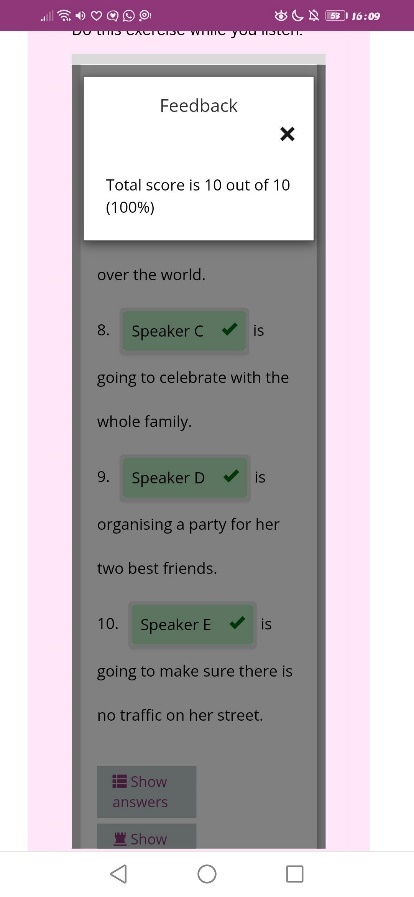 53 16:09
Do this exercise while you listen.
Feedback
Total score is 10 out of 10
(100%)
over the world.
8. Speaker C is
going to celebrate with the
whole family.
9. Speaker D is
organising a party for her
two best friends.
10. Speaker E is
going to make sure there is
no traffic on her street.
Show
answers
Show